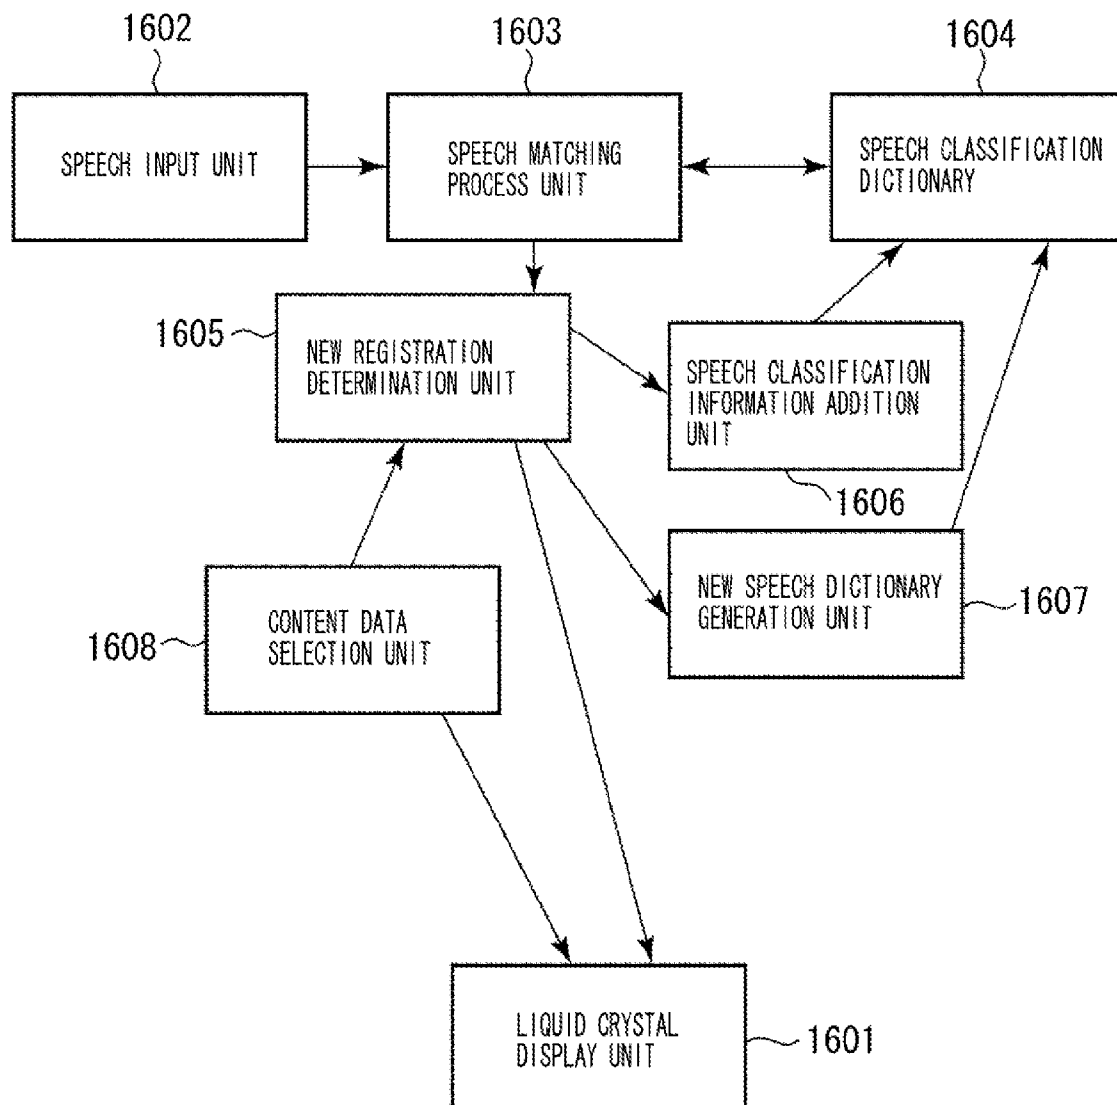 1602
1603
1604
SPEECH INPUT UNIT
SPEECH MATCHING
PROCESS UNIT
SPEECH CLASSIFICATION
DICTIONARY
1605
NEW REGISTRATION
DETERMINATION UNIT
SPEECH CLASSIFICATION
INFORMATION ADDITION
UNIT
1606
1608
CONTENT DATA
SELECTION UNIT
NEW SPEECH DICTIONARY
GENERATION UNIT
1607
LIQUID CRYSTAL
DISPLAY UNIT
1601